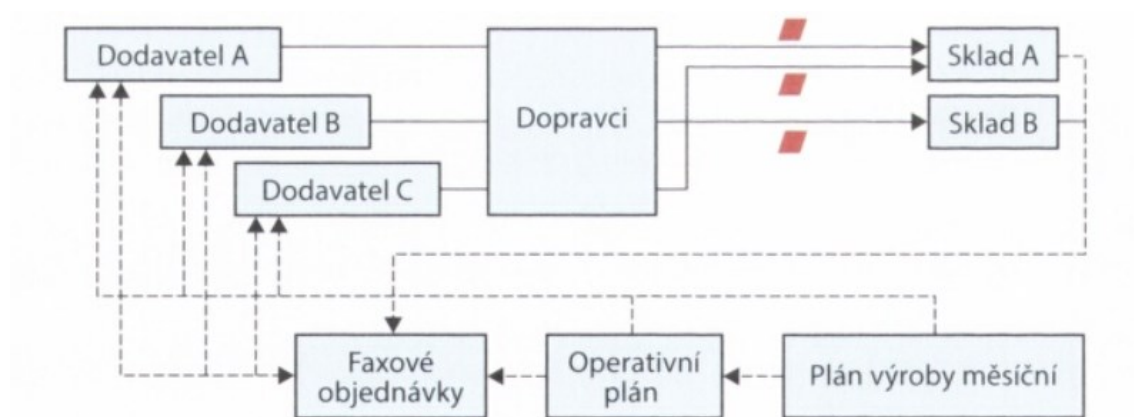 Dodavatel A
Dodavatel B
Dodavatel C
Dopravci
Sklad A
Sklad B
Faxové
objednávky
Operativní
plán
Plán výroby měsíční